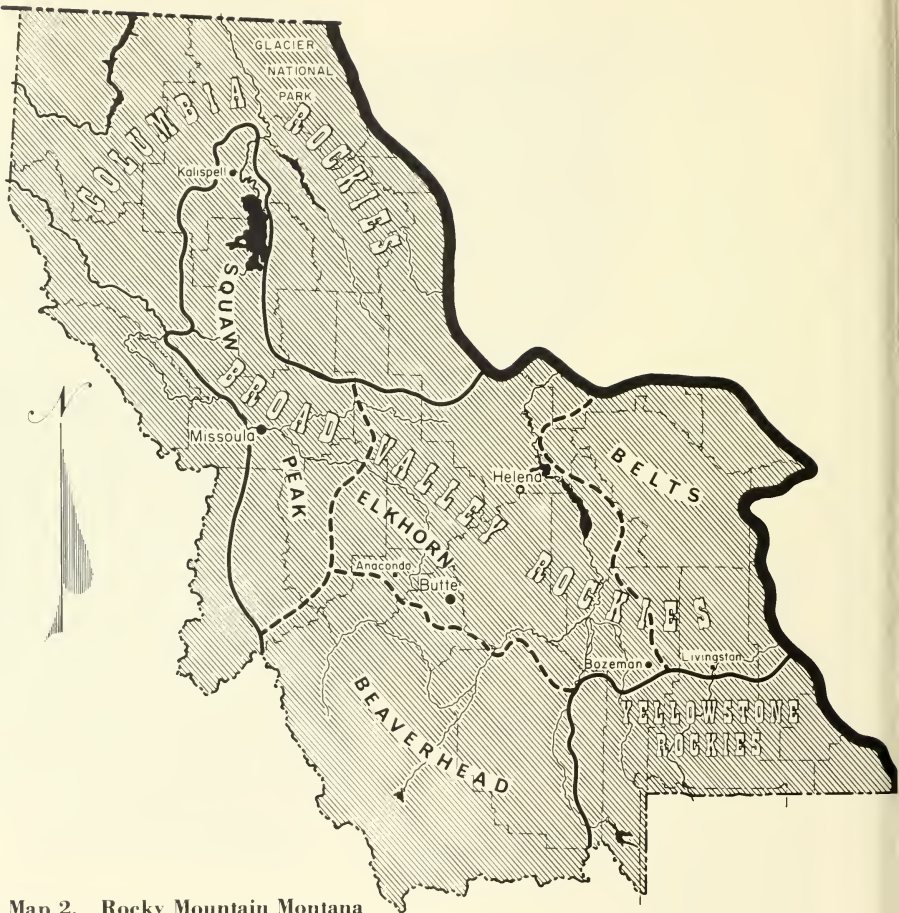 GLACIER
NATIONAL
PARK
COLUMBIA ROCKIES
Kalispell
SQUAW PEAK
BROAD VALLEY ROCKIES
Missoula
Helena
BELTS
ELKHORN
Anaconda
Butte
Bozeman
Livingston
YELLOWSTONE
ROCKIES
BEAVERHEAD
N
Map 2. Rocky Mountain Montana